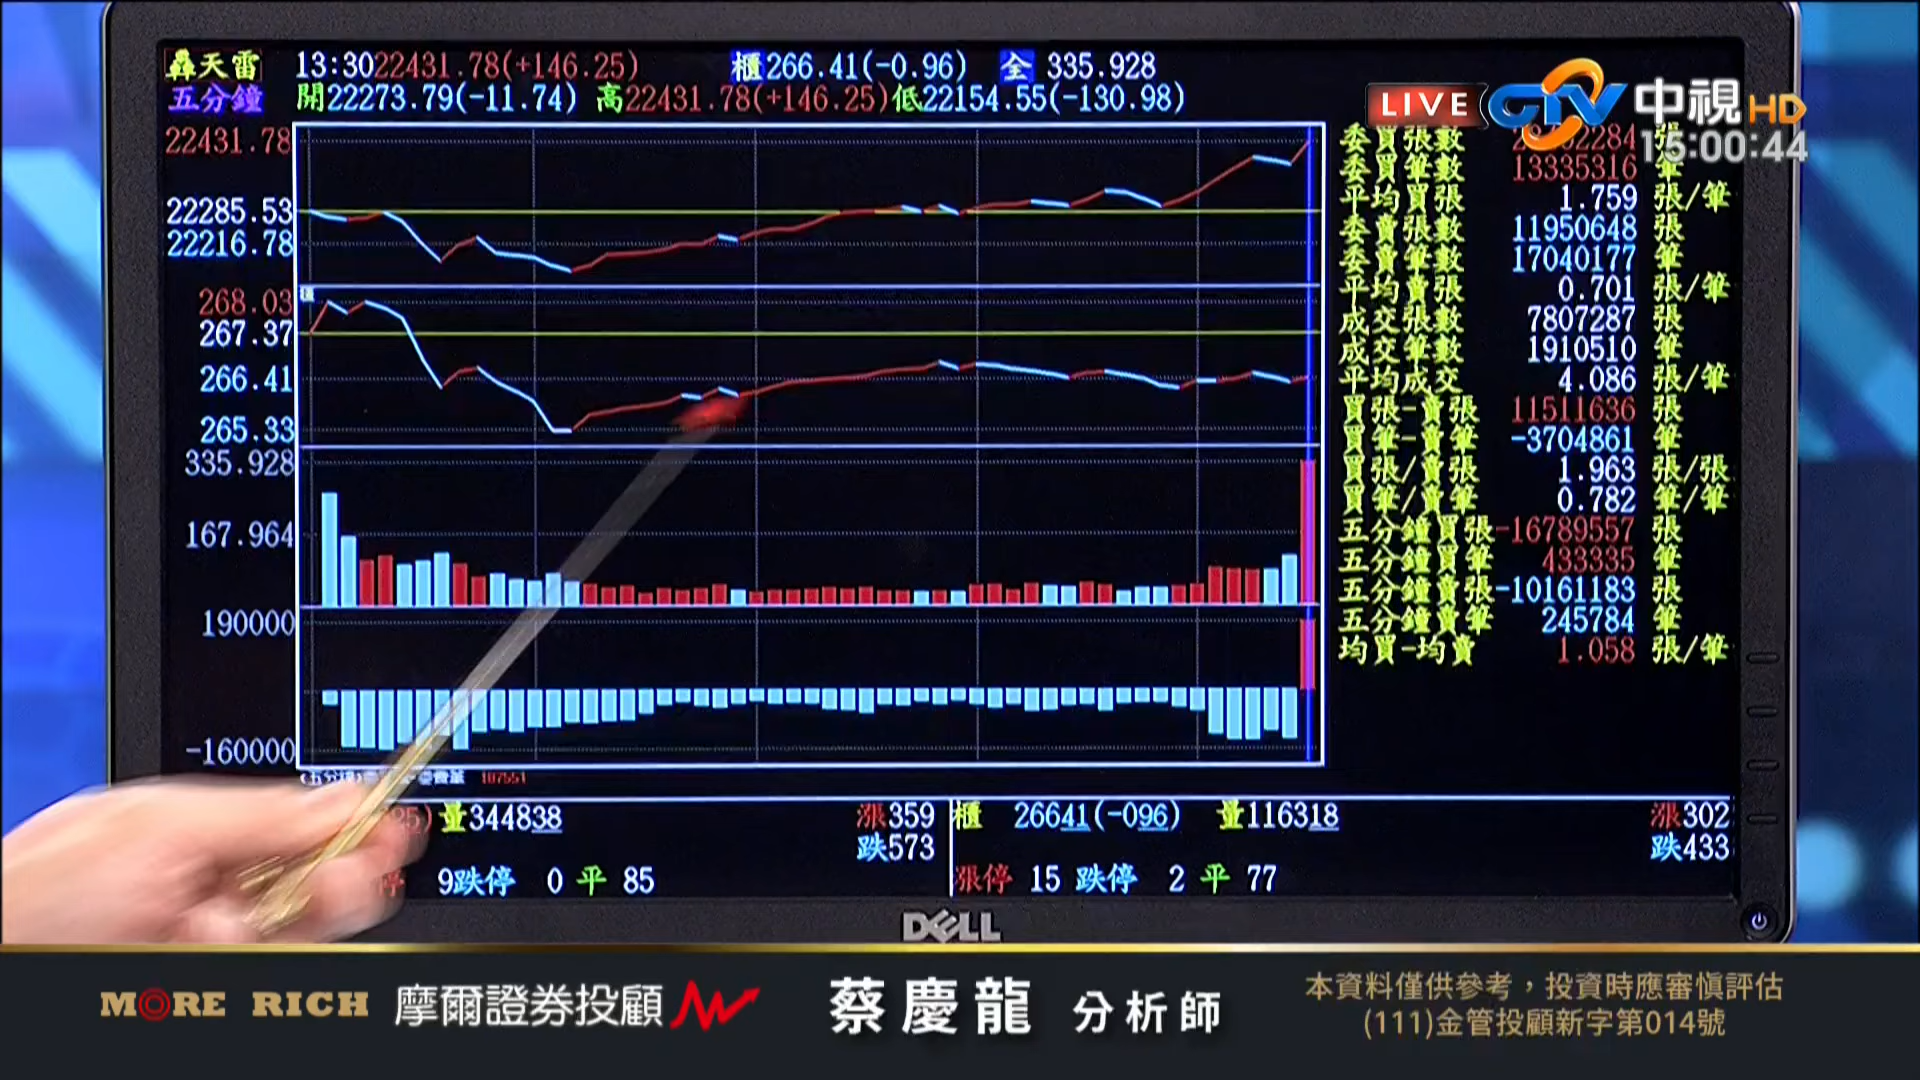 轟天雷 13:30 22431.78(+146.25) 櫃266.41(-0.96) 全 335.928
五分鐘 開22273.79(-11.74) 高22431.78(+146.25) 低22154.55(-130.98)
LIVE CTV 中視 HD
15:00:44
22431.78
22285.53
22216.78
268.03
267.37
266.41
265.33
335.928
167.964
190000
-160000
委買張數 張
委買筆數 13335316 筆
平均買張 1.759 張/筆
委賣張數 11950648 張
委賣筆數 17040177 筆
平均賣張 0.701 張/筆
成交張數 7807287 張
成交筆數 1910510 筆
平均成交 4.086 張/筆
買張-賣張 11511636 張
買筆-賣筆 -3704861 筆
買張/賣張 1.963 張/張
買筆/賣筆 0.782 筆/筆
五分鐘買張 -16789557 張
五分鐘買筆 433335 筆
五分鐘賣張 -10161183 張
五分鐘賣筆 245784 筆
均買-均賣 1.058 張/筆
量344838 漲359
跌573
9跌停 0 平 85
櫃 26641(-096) 量116318 漲302
跌433
漲停 15 跌停 2 平 77
DELL
MORE RICH 摩爾證券投顧
蔡慶龍 分析師
本資料僅供參考，投資時應審慎評估
(111)金管投顧新字第014號